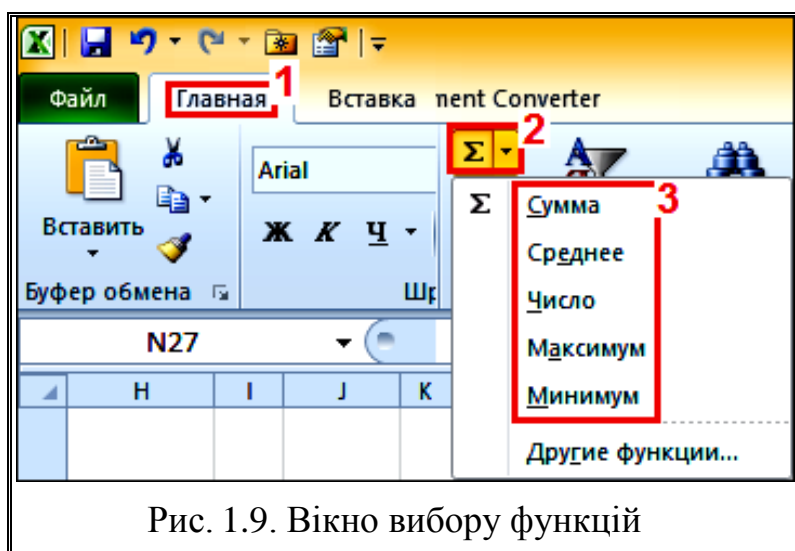 1
Файл Главная Вставка nent Converter
2
Σ
Arial
Вставить
Ж К Ч
Буфер обмена
N27
H I J K
3
Σ Сумма
Среднее
Число
Максимум
Минимум
Другие функции...
Рис. 1.9. Вікно вибору функцій